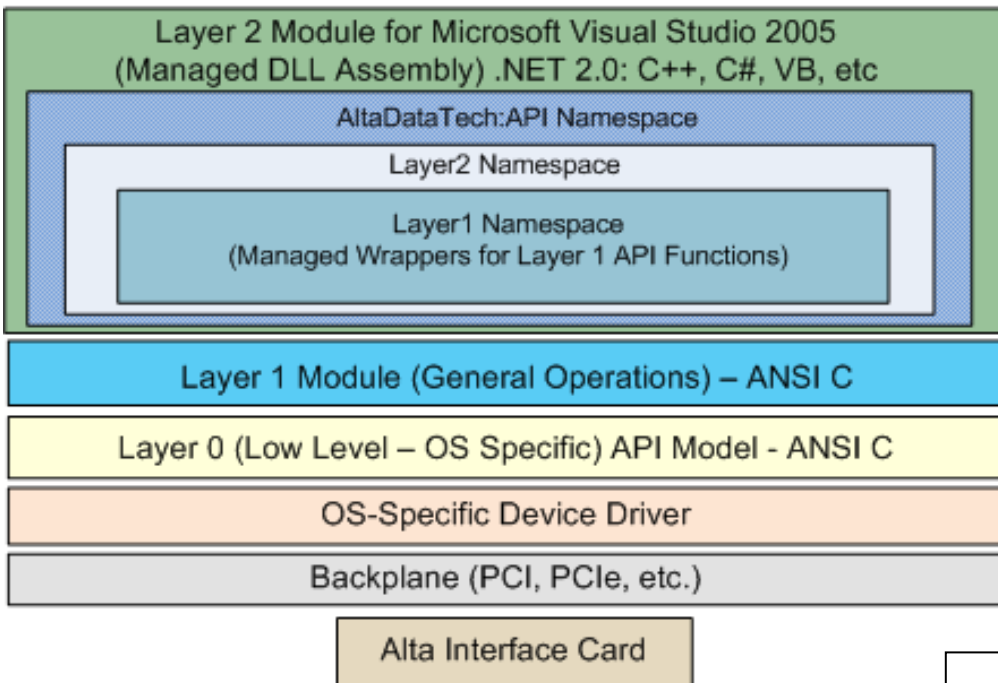 Layer 2 Module for Microsoft Visual Studio 2005
(Managed DLL Assembly) .NET 2.0: C++, C#, VB, etc
AltaDataTech:API Namespace
Layer2 Namespace
Layer1 Namespace
(Managed Wrappers for Layer 1 API Functions)
Layer 1 Module (General Operations) – ANSI C
Layer 0 (Low Level – OS Specific) API Model - ANSI C
OS-Specific Device Driver
Backplane (PCI, PCIe, etc.)
Alta Interface Card